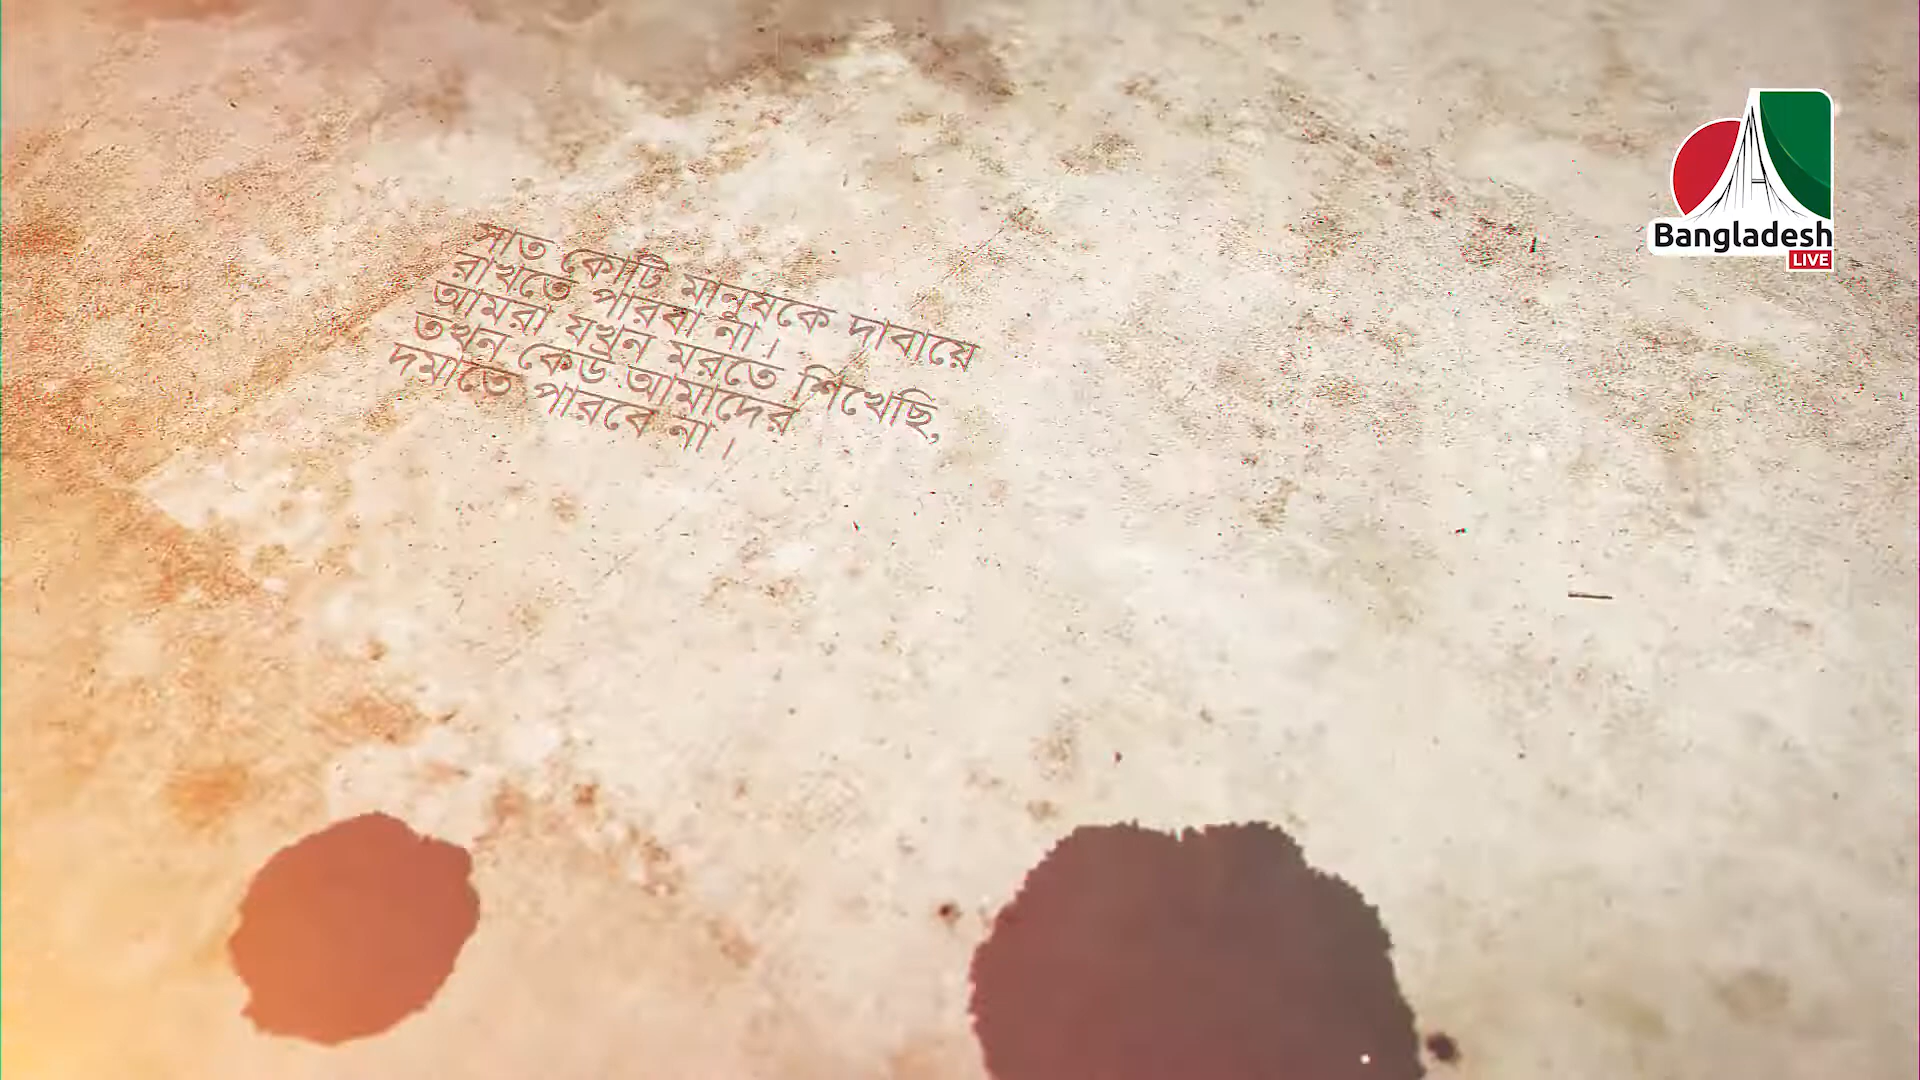 সাত কোটি মানুষকে দাবায়ে
রাখতে পারবা না।
আমরা যখন মরতে শিখেছি,
তখন কেউ আমাদের
দমাতে পারবে না।
Bangladesh
LIVE